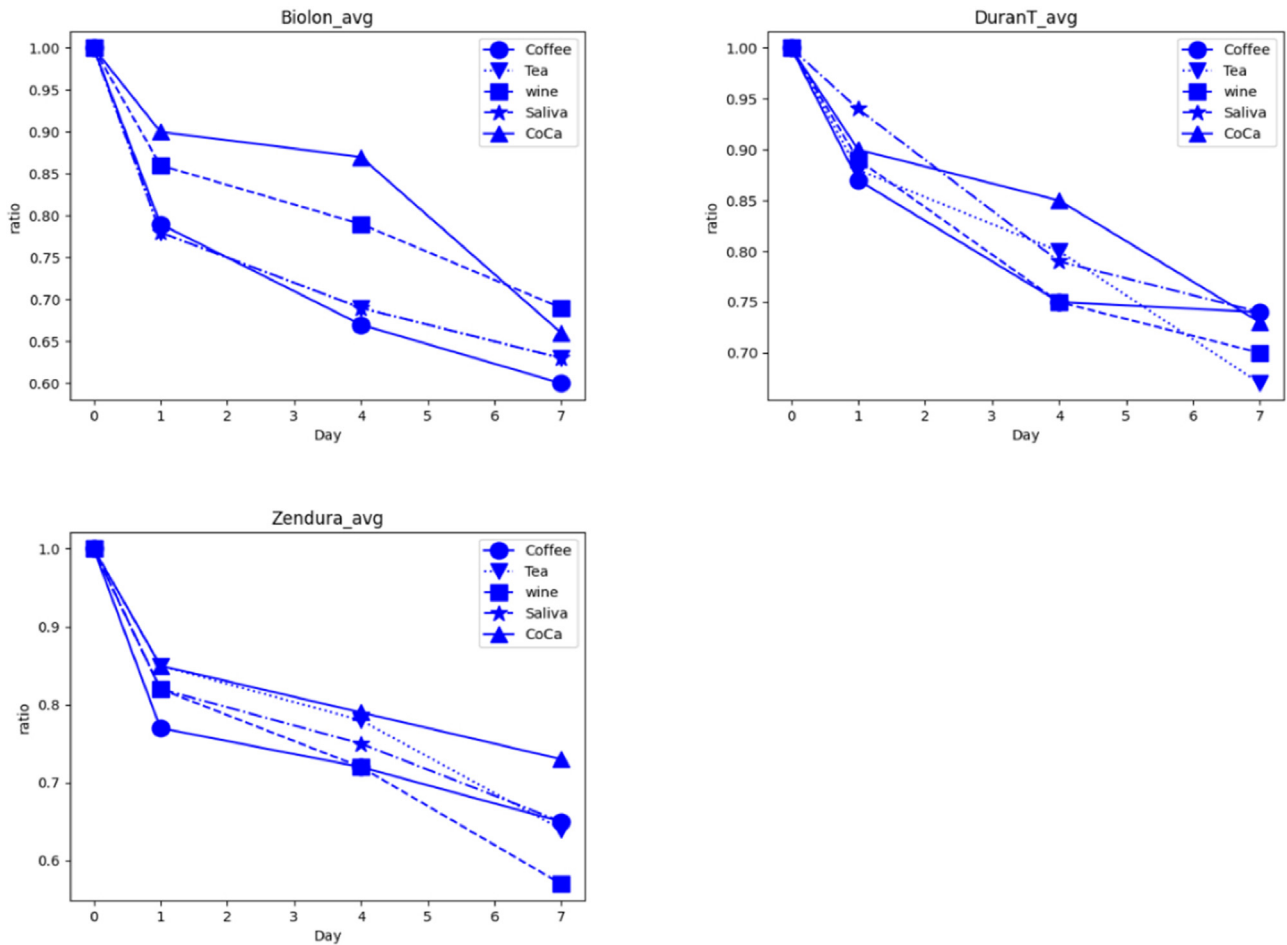 Biolon_avg
1.00
0.95
0.90
0.85
0.80
0.75
0.70
0.65
0.60
ratio
0 1 2 3 4 5 6 7
Day
Coffee
Tea
wine
Saliva
CoCa
DuranT_avg
1.00
0.95
0.90
0.85
0.80
0.75
0.70
ratio
0 1 2 3 4 5 6 7
Day
Coffee
Tea
wine
Saliva
CoCa
Zendura_avg
1.0
0.9
0.8
0.7
0.6
ratio
0 1 2 3 4 5 6 7
Day
Coffee
Tea
wine
Saliva
CoCa